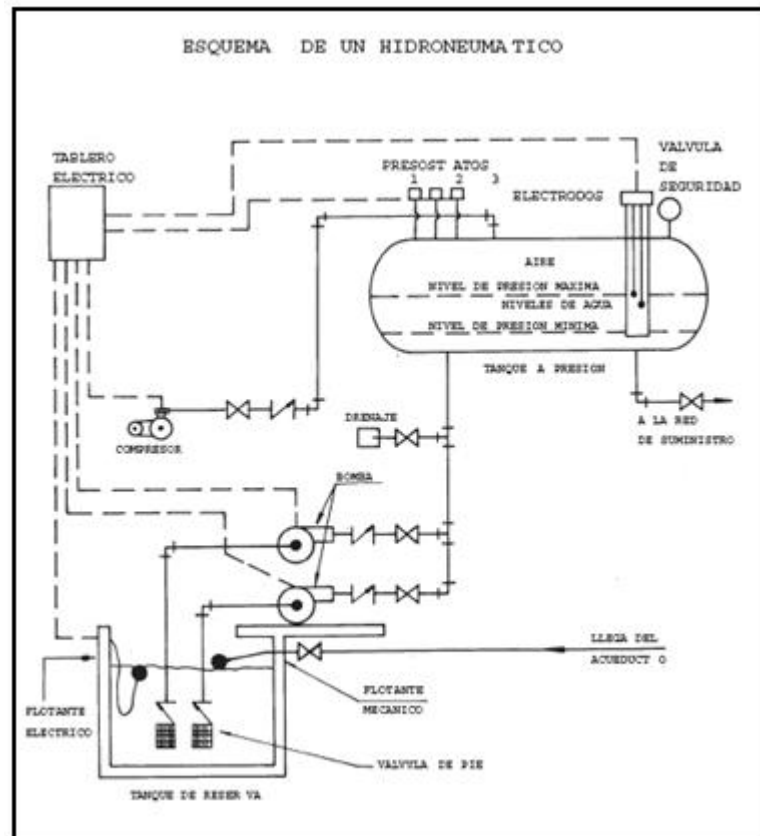 ESQUEMA DE UN HIDRONEUMATICO
TABLERO
ELECTRICO
PRESOST ATOS
1 2 3
ELECTRODOS
VALVULA
DE
SEGURIDAD
AIRE
NIVEL DE PRESION MAXIMA
NIVELES DE AGUA
NIVEL DE PRESION MINIMA
TANQUE A PRESION
A LA RED
DE SUMINISTRO
DRENAJE
COMPRESOR
BOMBA
LLEGA DEL
ACUEDUCT O
FLOTANTE
MECANICO
FLOTANTE
ELECTRICO
VALVYLA DE PIE
TANQUE DE RESER VA